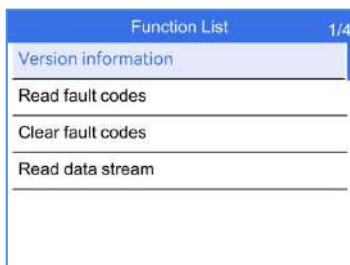 Function List 1/4
Version information
Read fault codes
Clear fault codes
Read data stream